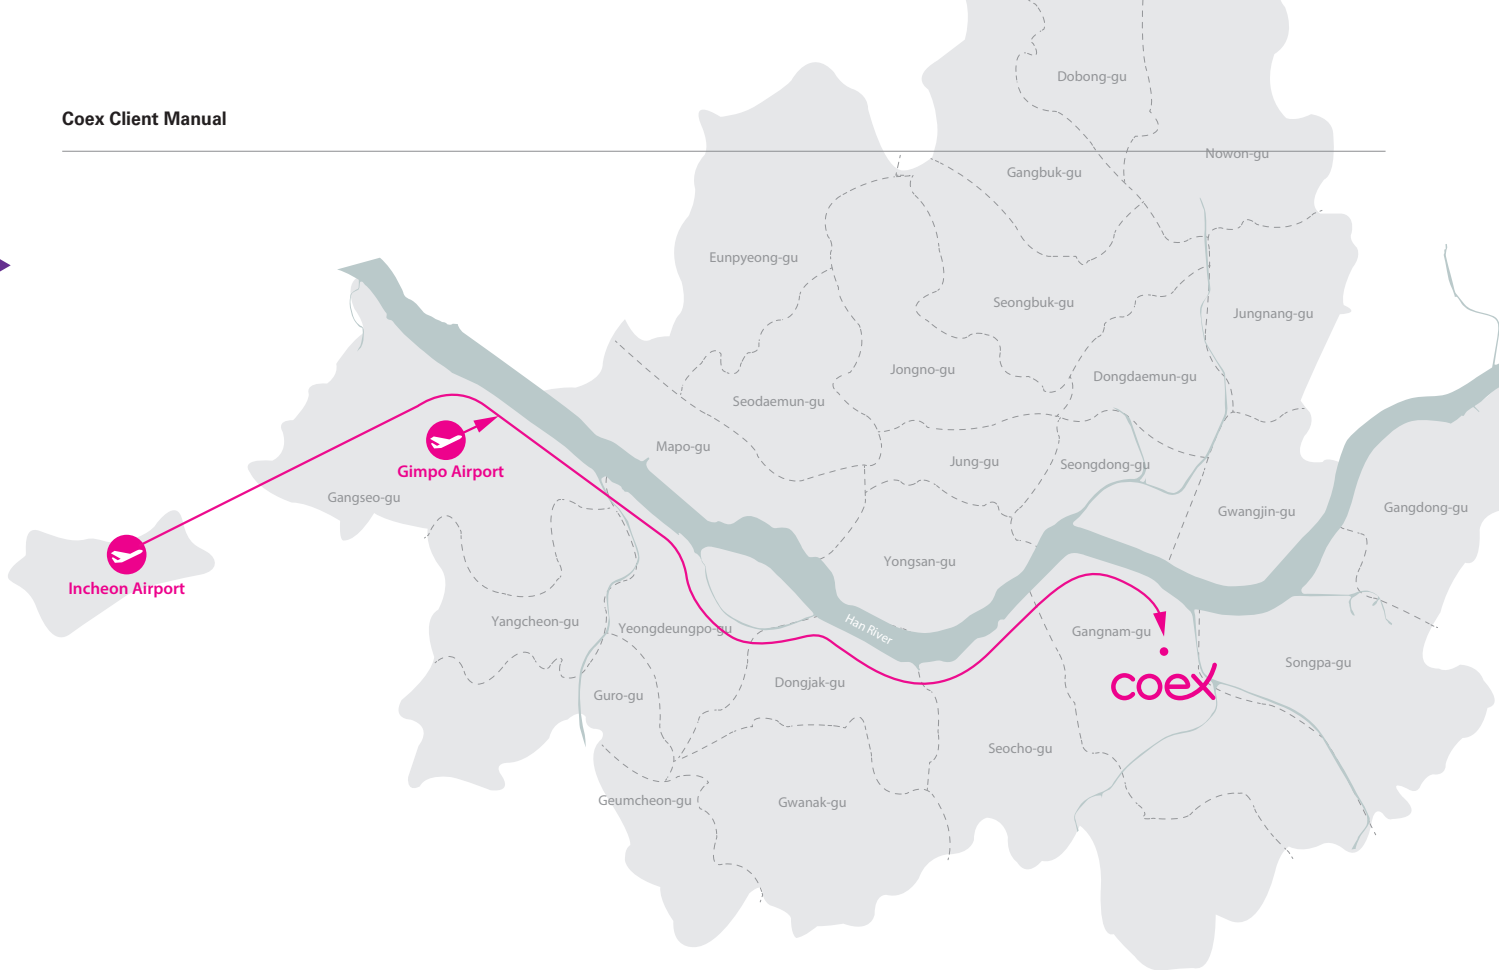 Dobong-gu
Coex Client Manual
Nowon-gu
Gangbuk-gu
Eunpyeong-gu
Seongbuk-gu
Jungnang-gu
Jongno-gu
Dongdaemun-gu
Seodaemun-gu
Mapo-gu
Jung-gu
Seongdong-gu
Gimpo Airport
Gangseo-gu
Gwangjin-gu
Gangdong-gu
Yongsan-gu
Incheon Airport
Yangcheon-gu
Yeongdeungpo-gu
Han River
Gangnam-gu
Songpa-gu
Dongjak-gu
coex
Guro-gu
Seocho-gu
Geumcheon-gu
Gwanak-gu